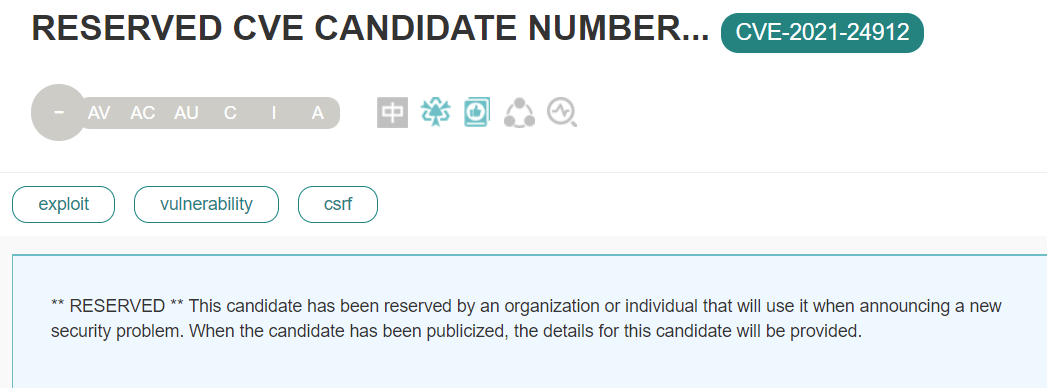 RESERVED CVE CANDIDATE NUMBER... CVE-2021-24912
- AV AC AU C I A 中
exploit vulnerability csrf
** RESERVED ** This candidate has been reserved by an organization or individual that will use it when announcing a new
security problem. When the candidate has been publicized, the details for this candidate will be provided.